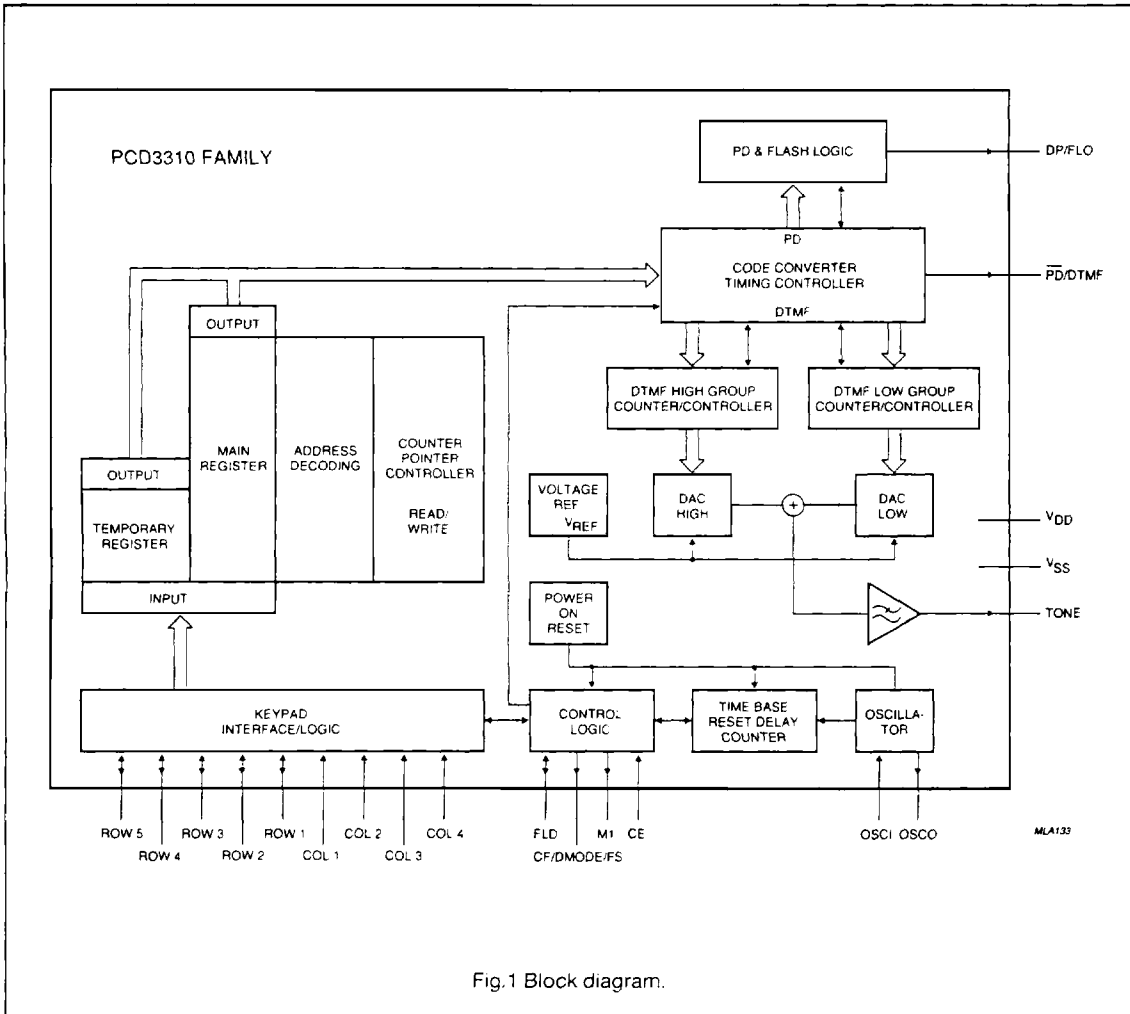 PCD3310 FAMILY
PD & FLASH LOGIC
DP/FLO
PD
CODE CONVERTER
TIMING CONTROLLER
DTMF
PD/DTMF
OUTPUT
MAIN
REGISTER
ADDRESS
DECODING
COUNTER
POINTER
CONTROLLER
READ/
WRITE
OUTPUT
TEMPORARY
REGISTER
INPUT
DTMF HIGH GROUP
COUNTER/CONTROLLER
DTMF LOW GROUP
COUNTER/CONTROLLER
VOLTAGE
REF
VREF
DAC
HIGH
+
DAC
LOW
VDD
VSS
TONE
POWER
ON
RESET
KEYPAD
INTERFACE/LOGIC
CONTROL
LOGIC
TIME BASE
RESET DELAY
COUNTER
OSCILLA-
TOR
ROW 5
ROW 4
ROW 3
ROW 2
ROW 1
COL 1
COL 2
COL 3
COL 4
FLD
CF/DMODE/FS
M1
CE
OSCI
OSCO
MLA133
Fig.1 Block diagram.